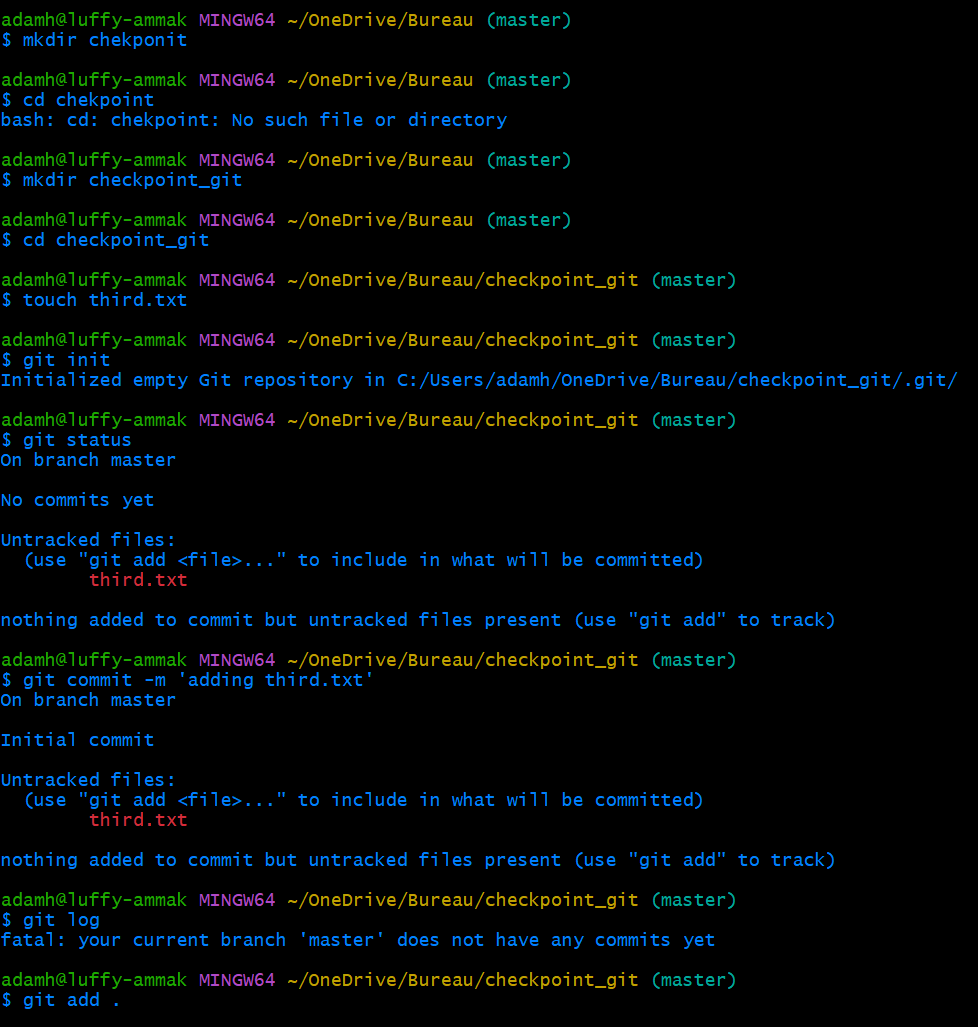 adamh@luffy-ammak MINGW64 ~/OneDrive/Bureau (master)
$ mkdir chekponit
adamh@luffy-ammak MINGW64 ~/OneDrive/Bureau (master)
$ cd chekpoint
bash: cd: chekpoint: No such file or directory
adamh@luffy-ammak MINGW64 ~/OneDrive/Bureau (master)
$ mkdir checkpoint_git
adamh@luffy-ammak MINGW64 ~/OneDrive/Bureau (master)
$ cd checkpoint_git
adamh@luffy-ammak MINGW64 ~/OneDrive/Bureau/checkpoint_git (master)
$ touch third.txt
adamh@luffy-ammak MINGW64 ~/OneDrive/Bureau/checkpoint_git (master)
$ git init
Initialized empty Git repository in C:/Users/adamh/OneDrive/Bureau/checkpoint_git/.git/
adamh@luffy-ammak MINGW64 ~/OneDrive/Bureau/checkpoint_git (master)
$ git status
On branch master
No commits yet
Untracked files:
  (use "git add <file>..." to include in what will be committed)
        third.txt
nothing added to commit but untracked files present (use "git add" to track)
adamh@luffy-ammak MINGW64 ~/OneDrive/Bureau/checkpoint_git (master)
$ git commit -m 'adding third.txt'
On branch master
Initial commit
Untracked files:
  (use "git add <file>..." to include in what will be committed)
        third.txt
nothing added to commit but untracked files present (use "git add" to track)
adamh@luffy-ammak MINGW64 ~/OneDrive/Bureau/checkpoint_git (master)
$ git log
fatal: your current branch 'master' does not have any commits yet
adamh@luffy-ammak MINGW64 ~/OneDrive/Bureau/checkpoint_git (master)
$ git add .